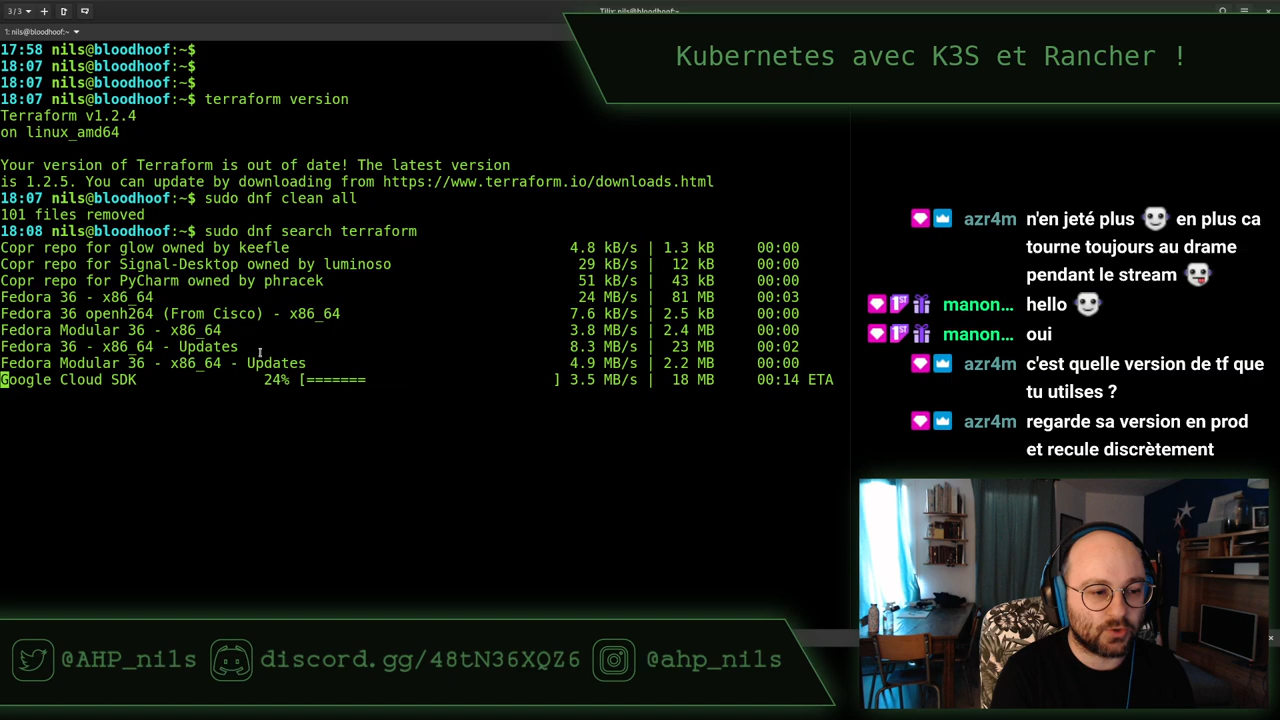 3/3
Tilix: nils@bloodhoof:~
1: nils@bloodhoof:~
Kubernetes avec K3S et Rancher !
17:58 nils@bloodhoof:~$
18:07 nils@bloodhoof:~$
18:07 nils@bloodhoof:~$
18:07 nils@bloodhoof:~$ terraform version
Terraform v1.2.4
on linux_amd64
Your version of Terraform is out of date! The latest version
is 1.2.5. You can update by downloading from https://www.terraform.io/downloads.html
18:07 nils@bloodhoof:~$ sudo dnf clean all
101 files removed
18:08 nils@bloodhoof:~$ sudo dnf search terraform
Copr repo for glow owned by keefle 4.8 kB/s | 1.3 kB 00:00
Copr repo for Signal-Desktop owned by luminoso 29 kB/s | 12 kB 00:00
Copr repo for PyCharm owned by phracek 51 kB/s | 43 kB 00:00
Fedora 36 - x86_64 24 MB/s | 81 MB 00:03
Fedora 36 openh264 (From Cisco) - x86_64 7.6 kB/s | 2.5 kB 00:00
Fedora Modular 36 - x86_64 3.8 MB/s | 2.4 MB 00:00
Fedora 36 - x86_64 - Updates 8.3 MB/s | 23 MB 00:02
Fedora Modular 36 - x86_64 - Updates 4.9 MB/s | 2.2 MB 00:00
Google Cloud SDK 24% [======= ] 3.5 MB/s | 18 MB 00:14 ETA
azr4m n'en jeté plus en plus ca
tourne toujours au drame
pendant le stream
1ST manon... hello
1ST manon... oui
azr4m c'est quelle version de tf que
tu utilses ?
azr4m regarde sa version en prod
et recule discrètement
@AHP_nils discord.gg/48tN36XQZ6 @ahp_nils